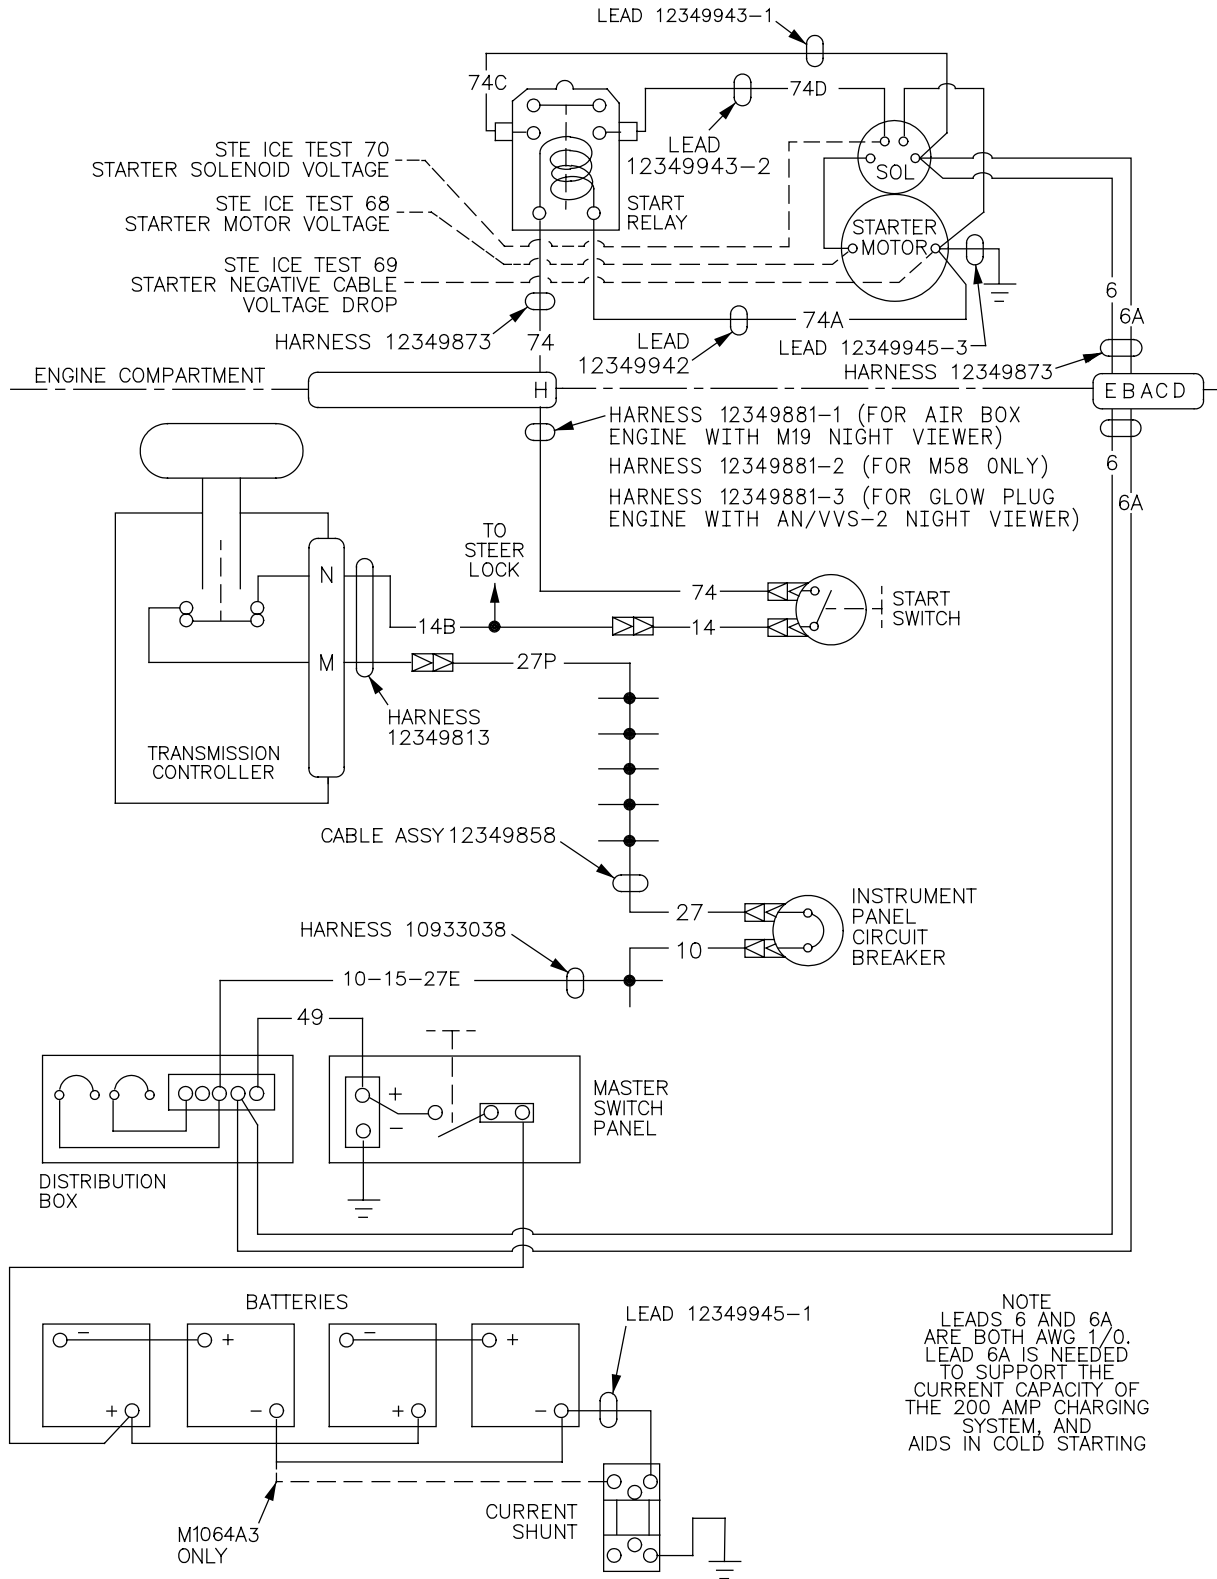 LEAD 12349943-1
74C
74D
LEAD
12349943-2
STE ICE TEST 70
STARTER SOLENOID VOLTAGE
SOL
STE ICE TEST 68
STARTER MOTOR VOLTAGE
START
RELAY
STARTER
MOTOR
STE ICE TEST 69
STARTER NEGATIVE CABLE
VOLTAGE DROP
6
6A
74A
HARNESS 12349873
74
LEAD
12349942
LEAD 12349945-3
HARNESS 12349873
ENGINE COMPARTMENT
H
E B A C D
HARNESS 12349881-1 (FOR AIR BOX
ENGINE WITH M19 NIGHT VIEWER)
HARNESS 12349881-2 (FOR M58 ONLY)
HARNESS 12349881-3 (FOR GLOW PLUG
ENGINE WITH AN/VVS-2 NIGHT VIEWER)
6
6A
TO
STEER
LOCK
N
74
START
SWITCH
14B
14
M
27P
HARNESS
12349813
TRANSMISSION
CONTROLLER
CABLE ASSY 12349858
27
INSTRUMENT
PANEL
CIRCUIT
BREAKER
HARNESS 10933038
10
10-15-27E
49
+
-
MASTER
SWITCH
PANEL
DISTRIBUTION
BOX
BATTERIES
LEAD 12349945-1
- + - +
+ - + -
NOTE
LEADS 6 AND 6A
ARE BOTH AWG 1/0.
LEAD 6A IS NEEDED
TO SUPPORT THE
CURRENT CAPACITY OF
THE 200 AMP CHARGING
SYSTEM, AND
AIDS IN COLD STARTING
M1064A3
ONLY
CURRENT
SHUNT